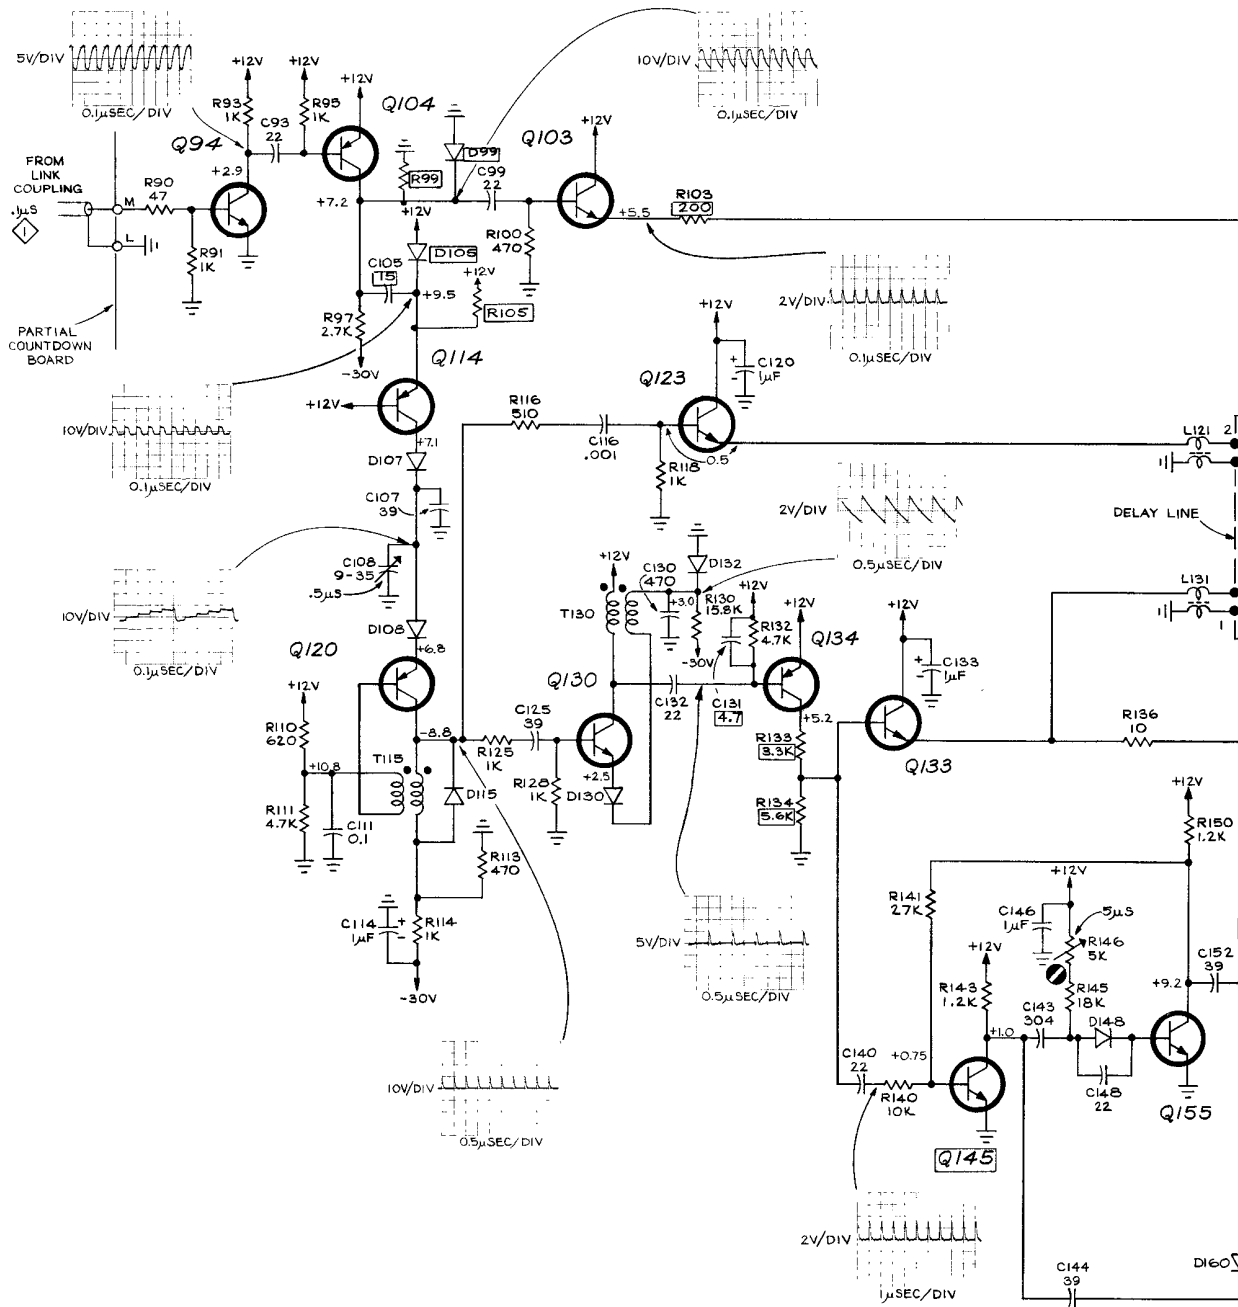 5V/DIV
0.1µSEC/DIV
10V/DIV
0.1µSEC/DIV
+12V
+12V
+12V
R93
1K
C93
22
R95
1K
Q104
Q94
+2.9
FROM
LINK
COUPLING
.1µS
1
M
L
R90
47
R91
1K
PARTIAL
COUNTDOWN
BOARD
R99
D99
C99
22
Q103
+12V
+7.2
+12V
R100
470
+5.5
R103
200
D105
C105
T5
+9.5
+12V
R105
R97
2.7K
-30V
2V/DIV
0.1µSEC/DIV
Q114
+12V
+7.1
10V/DIV
0.1µSEC/DIV
D107
C107
39
R116
510
C116
.001
R118
1K
Q123
+12V
C120
1µF
+
-
0.5
L121
2
DELAY LINE
L131
1
2V/DIV
0.5µSEC/DIV
C108
9-35
.5µS
D108
+6.8
10V/DIV
0.1µSEC/DIV
Q120
+12V
R110
620
+10.8
R111
4.7K
C111
0.1
T115
-8.8
D115
R113
470
C114
1µF
+
-
R114
1K
-30V
R125
1K
C125
39
R128
1K
Q130
+2.5
D130
+12V
T130
C130
470
+3.0
D132
R130
15.8K
-30V
+12V
R132
4.7K
C132
22
C131
4.7
Q134
+12V
+5.2
R133
3.3K
R134
5.6K
+12V
C133
1µF
+
-
Q133
R136
10
5V/DIV
0.5µSEC/DIV
10V/DIV
0.5µSEC/DIV
+12V
R150
1.2K
R141
27K
+12V
5µS
C146
1µF
R146
5K
+12V
R143
1.2K
R145
18K
C143
304
D148
C148
22
+1.0
+9.2
C152
39
Q155
C140
22
R140
10K
+0.75
Q145
2V/DIV
1µSEC/DIV
C144
39
D160